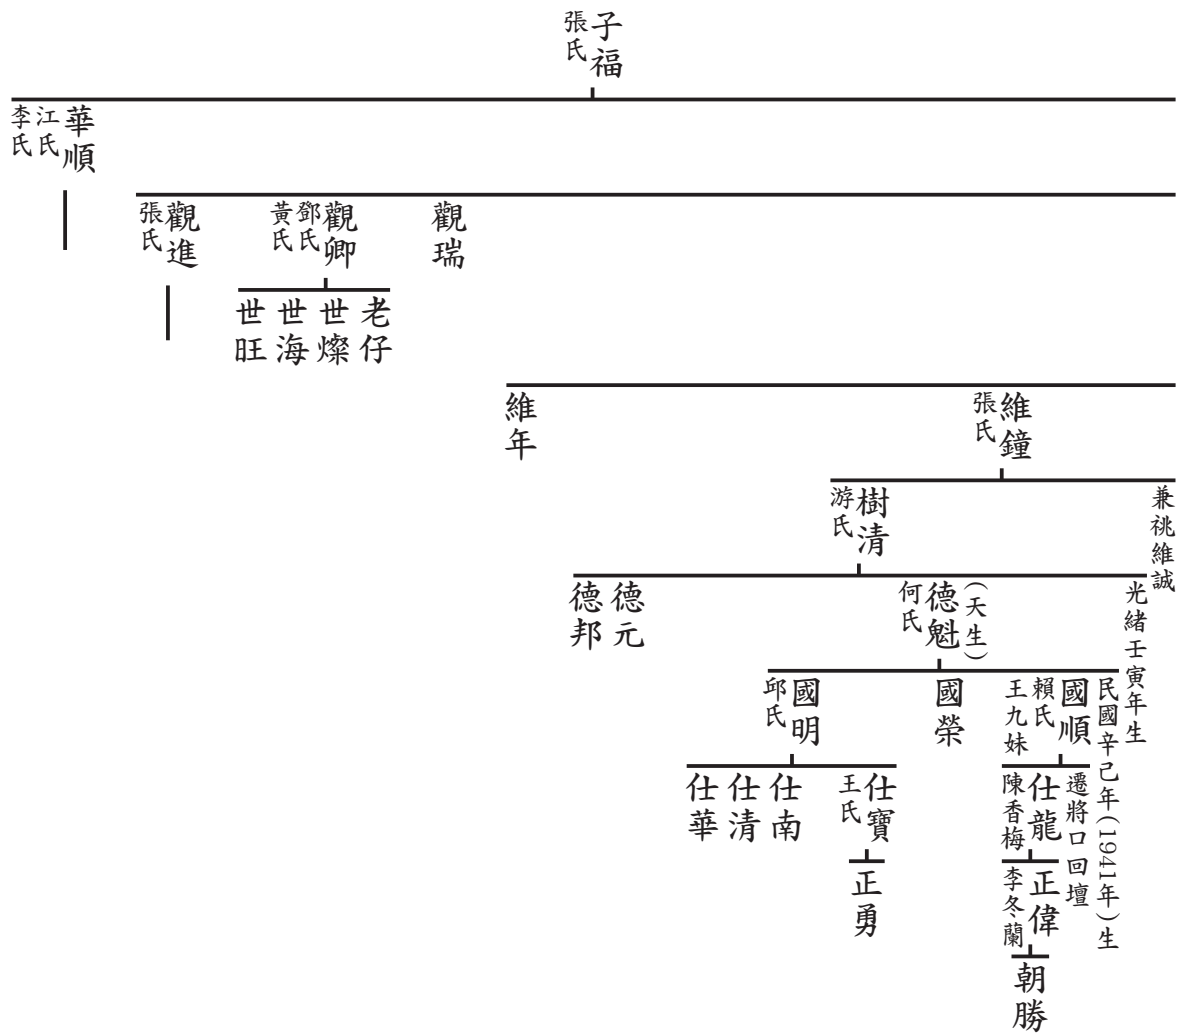 子福
張氏
華順
江氏
李氏
觀瑞
觀卿
鄧氏
黃氏
觀進
張氏
老仔
世燦
世海
世旺
維鐘
張氏
維年
兼祧維誠
樹清
游氏
光緒壬寅年生
(天生)
德魁
何氏
德元
德邦
民國辛己年(1941年)生
國順
賴氏
王九妹
國榮
國明
邱氏
遷將口回壇
仕龍
陳香梅
仕寶
王氏
仕南
仕清
仕華
正偉
李冬蘭
正勇
朝勝